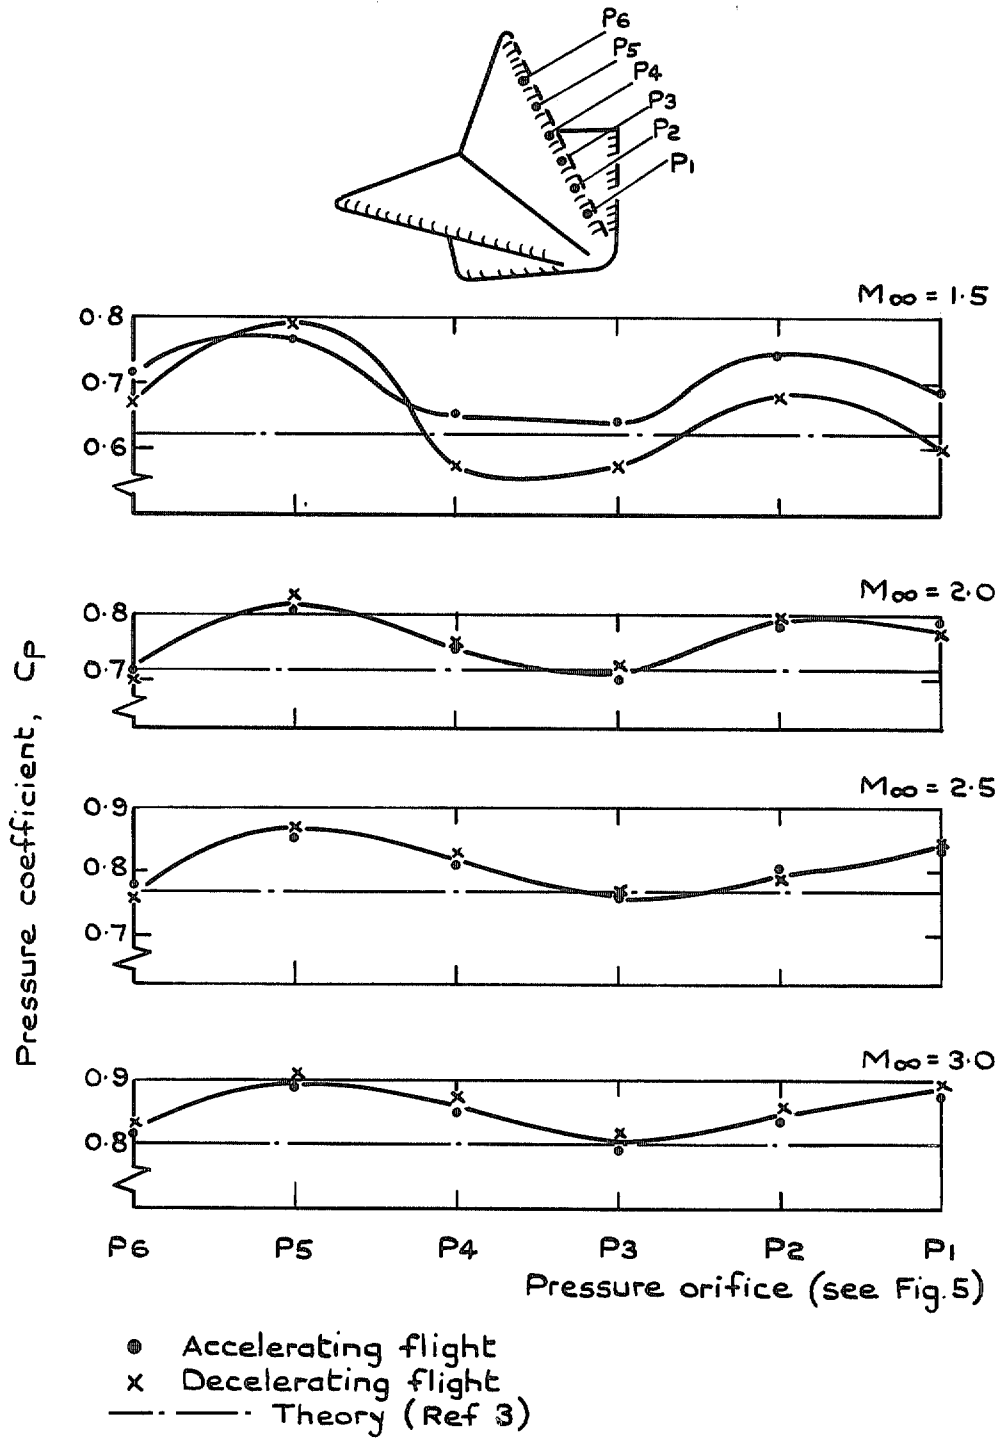 P6
P5
P4
P3
P2
P1
M∞ = 1·5
0·8
0·7
0·6
M∞ = 2·0
0·8
0·7
M∞ = 2·5
0·9
0·8
0·7
M∞ = 3·0
0·9
0·8
Pressure coefficient, Cp
P6 P5 P4 P3 P2 P1
Pressure orifice (see Fig.5)
Accelerating flight
× Decelerating flight
Theory (Ref 3)